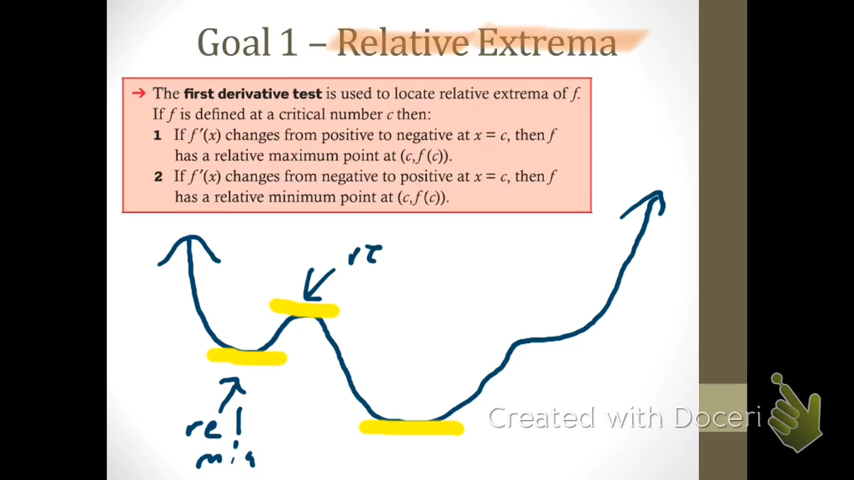 Goal 1 – Relative Extrema
→ The first derivative test is used to locate relative extrema of f.
If f is defined at a critical number c then:
1 If f′(x) changes from positive to negative at x = c, then f
has a relative maximum point at (c, f (c)).
2 If f′(x) changes from negative to positive at x = c, then f
has a relative minimum point at (c, f (c)).
re
rel
min
Created with Doceri